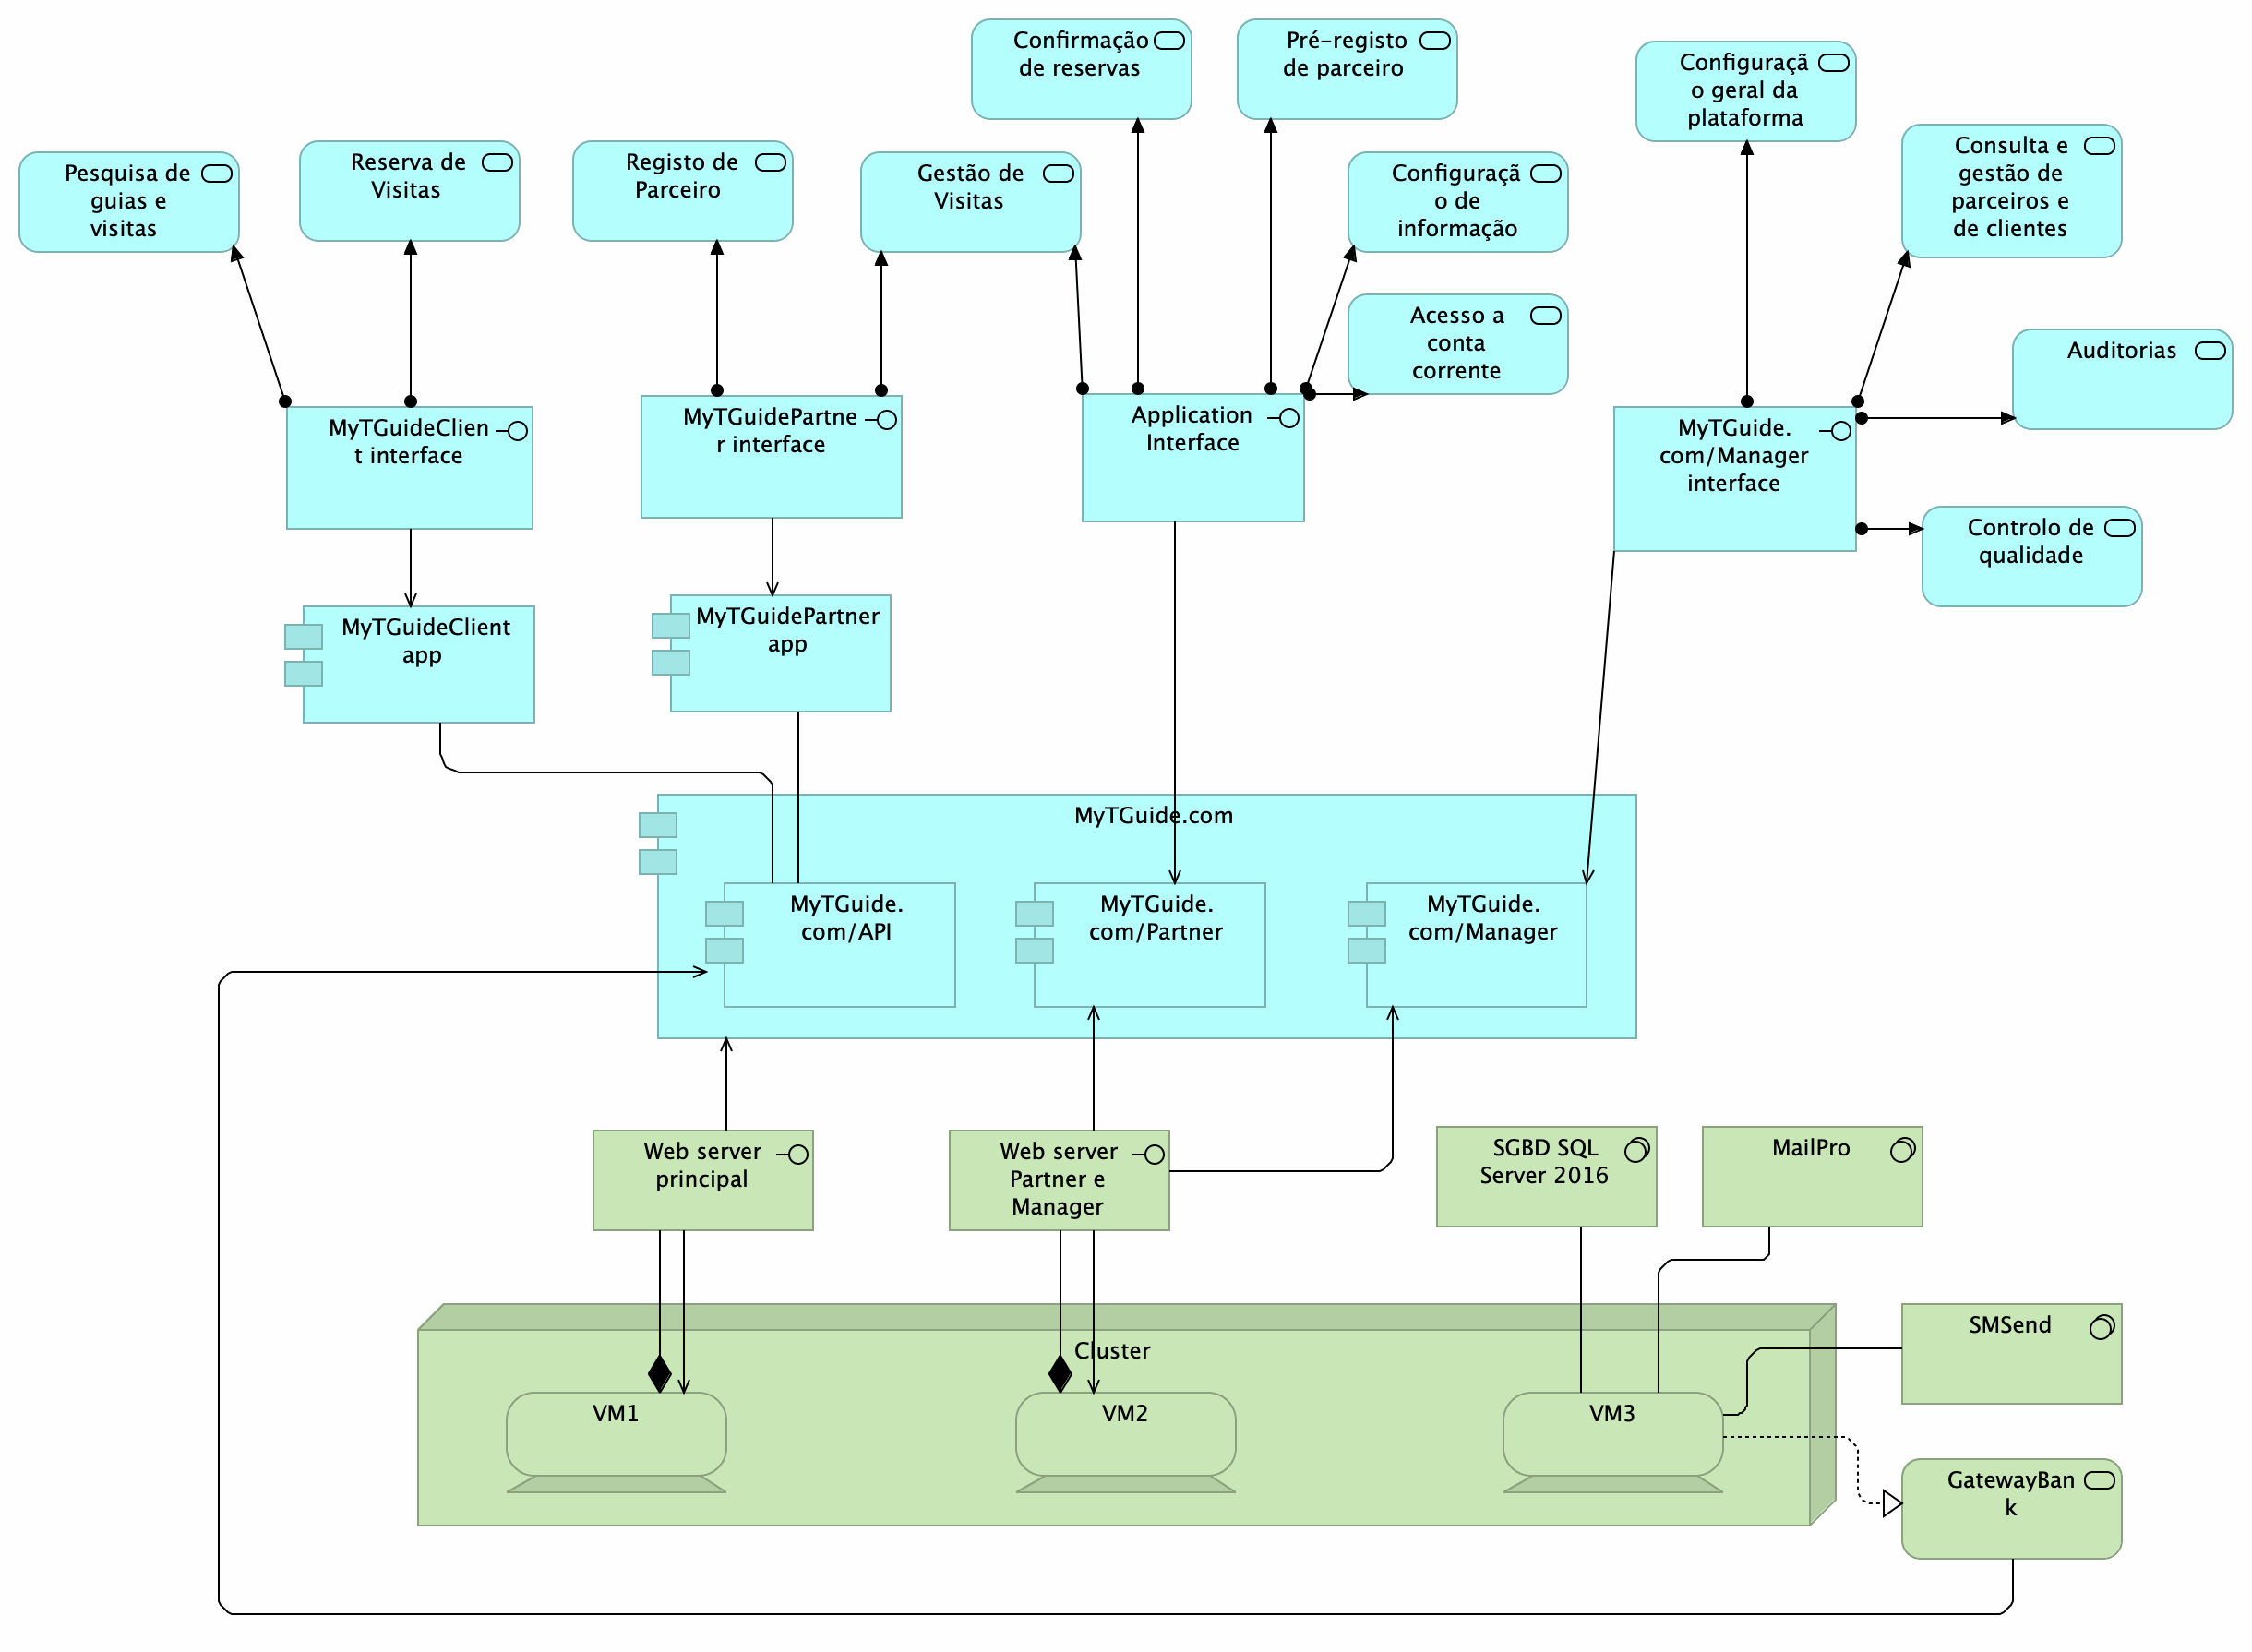 Confirmação
de reservas
Pré-registo
de parceiro
Configuraçã
o geral da
plataforma
Pesquisa de
guias e
visitas
Reserva de
Visitas
Registo de
Parceiro
Gestão de
Visitas
Configuraçã
o de
informação
Consulta e
gestão de
parceiros e
de clientes
Acesso a
conta
corrente
Auditorias
MyTGuideClien
t interface
MyTGuidePartne
r interface
Application
Interface
MyTGuide.
com/Manager
interface
Controlo de
qualidade
MyTGuideClient
app
MyTGuidePartner
app
MyTGuide.com
MyTGuide.
com/API
MyTGuide.
com/Partner
MyTGuide.
com/Manager
Web server
principal
Web server
Partner e
Manager
SGBD SQL
Server 2016
MailPro
Cluster
SMSend
VM1
VM2
VM3
GatewayBan
k